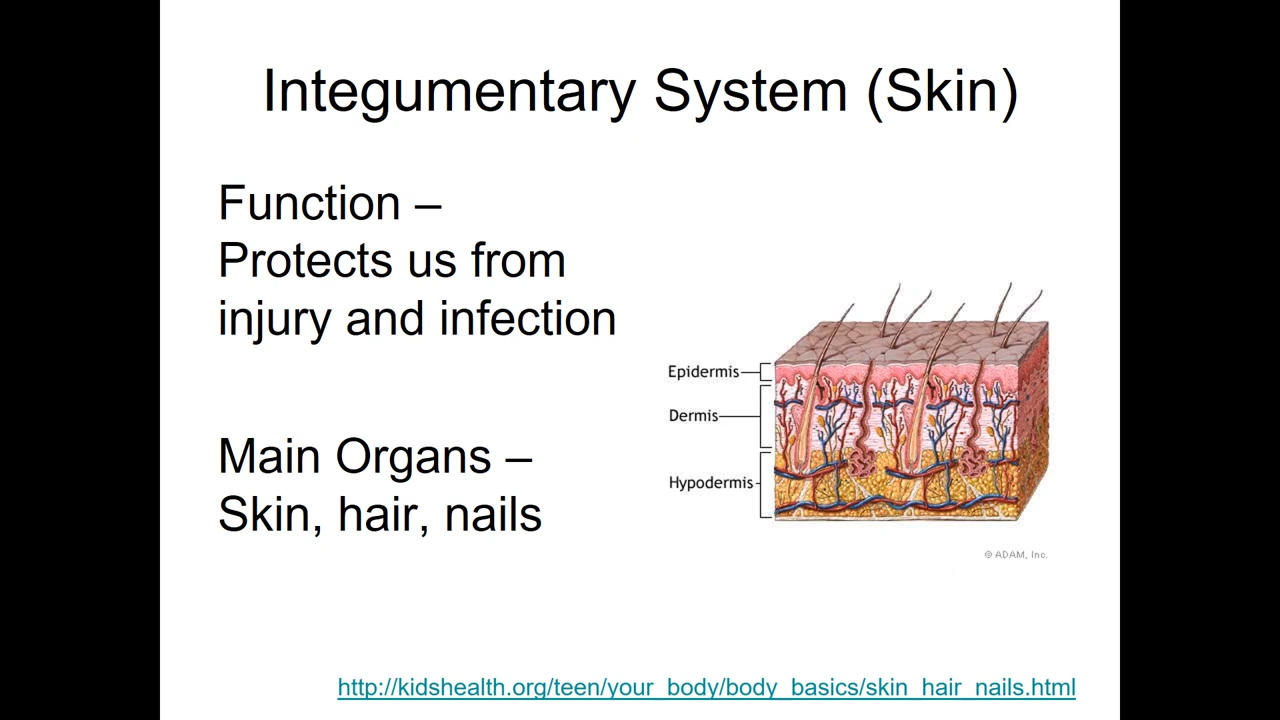 Integumentary System (Skin)
Function –
Protects us from
injury and infection
Main Organs –
Skin, hair, nails
Epidermis
Dermis
Hypodermis
© ADAM, Inc.
http://kidshealth.org/teen/your_body/body_basics/skin_hair_nails.html